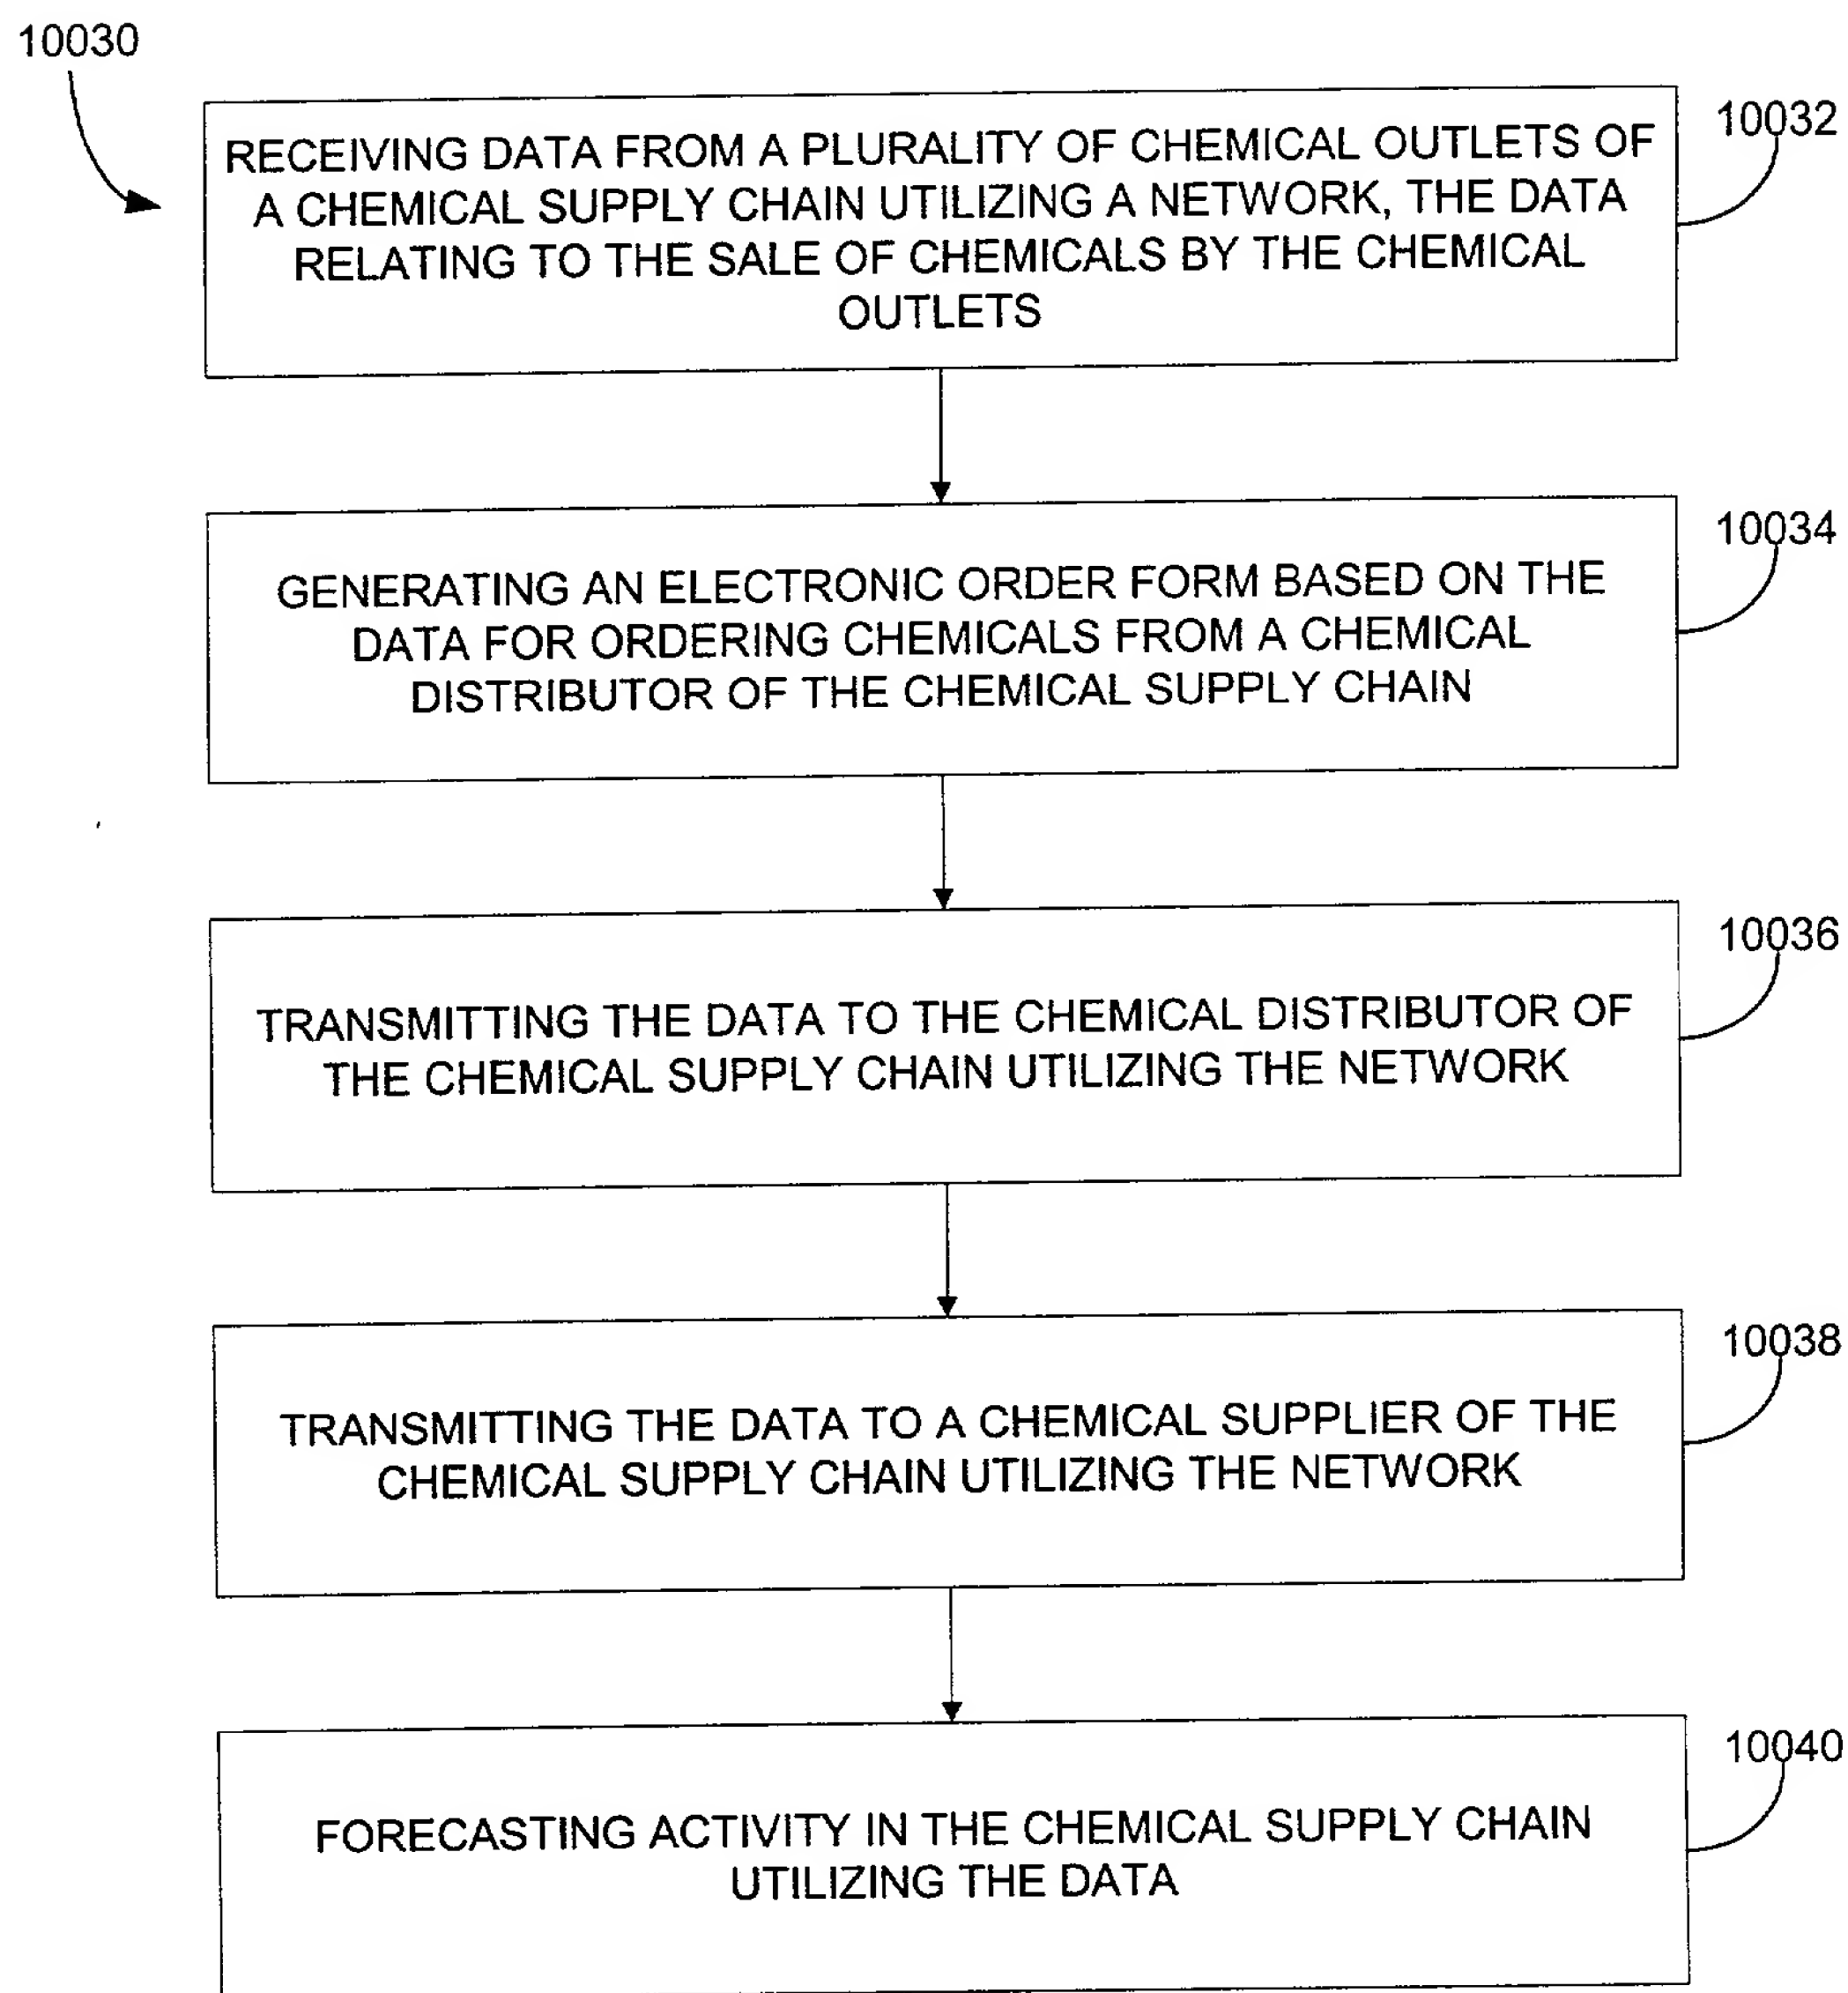 10030
10032
RECEIVING DATA FROM A PLURALITY OF CHEMICAL OUTLETS OF
A CHEMICAL SUPPLY CHAIN UTILIZING A NETWORK, THE DATA
RELATING TO THE SALE OF CHEMICALS BY THE CHEMICAL
OUTLETS
10034
GENERATING AN ELECTRONIC ORDER FORM BASED ON THE
DATA FOR ORDERING CHEMICALS FROM A CHEMICAL
DISTRIBUTOR OF THE CHEMICAL SUPPLY CHAIN
10036
TRANSMITTING THE DATA TO THE CHEMICAL DISTRIBUTOR OF
THE CHEMICAL SUPPLY CHAIN UTILIZING THE NETWORK
10038
TRANSMITTING THE DATA TO A CHEMICAL SUPPLIER OF THE
CHEMICAL SUPPLY CHAIN UTILIZING THE NETWORK
10040
FORECASTING ACTIVITY IN THE CHEMICAL SUPPLY CHAIN
UTILIZING THE DATA